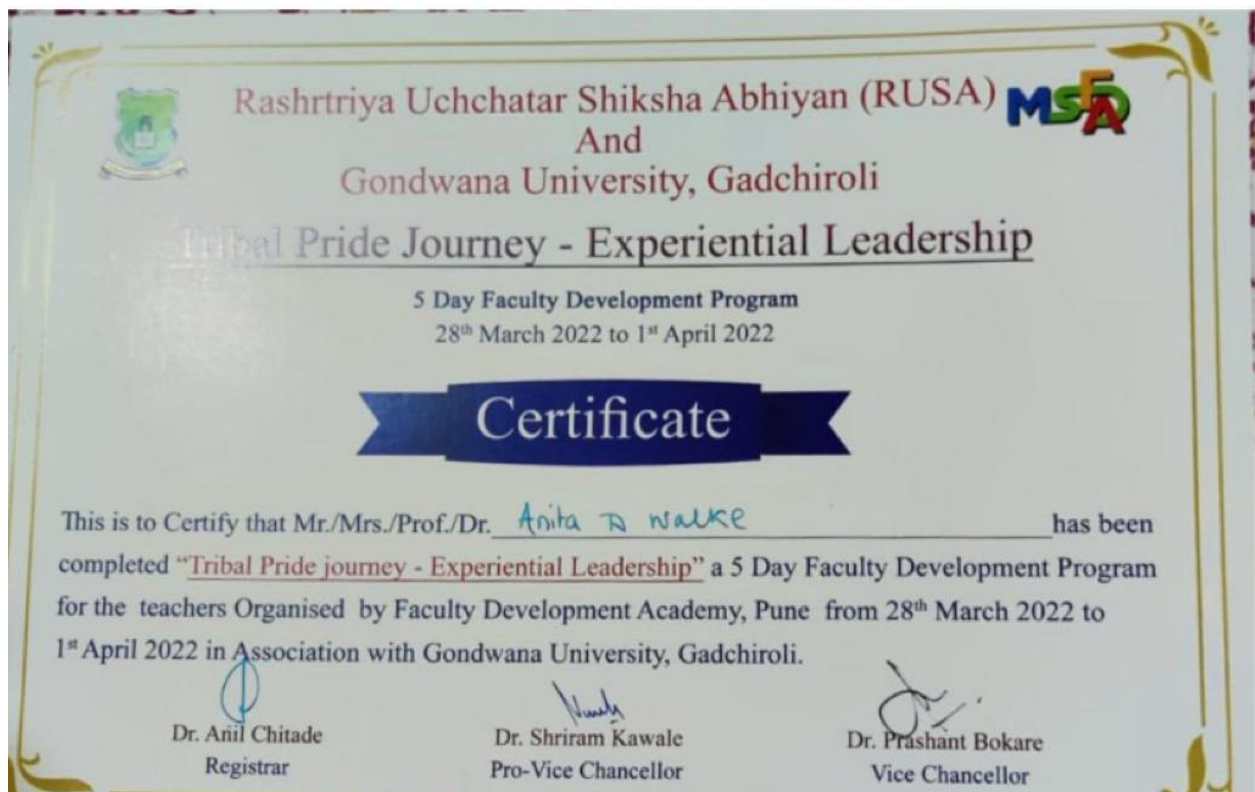 Rashrtriya Uchchatar Shiksha Abhiyan (RUSA)
MSFDA
And
Gondwana University, Gadchiroli
Tribal Pride Journey - Experiential Leadership
5 Day Faculty Development Program
28th March 2022 to 1st April 2022
Certificate
This is to Certify that Mr./Mrs./Prof./Dr. Anita D Walke has been
completed “Tribal Pride journey - Experiential Leadership” a 5 Day Faculty Development Program
for the teachers Organised by Faculty Development Academy, Pune from 28th March 2022 to
1st April 2022 in Association with Gondwana University, Gadchiroli.
Dr. Anil Chitade Dr. Shriram Kawale Dr. Prashant Bokare
Registrar Pro-Vice Chancellor Vice Chancellor